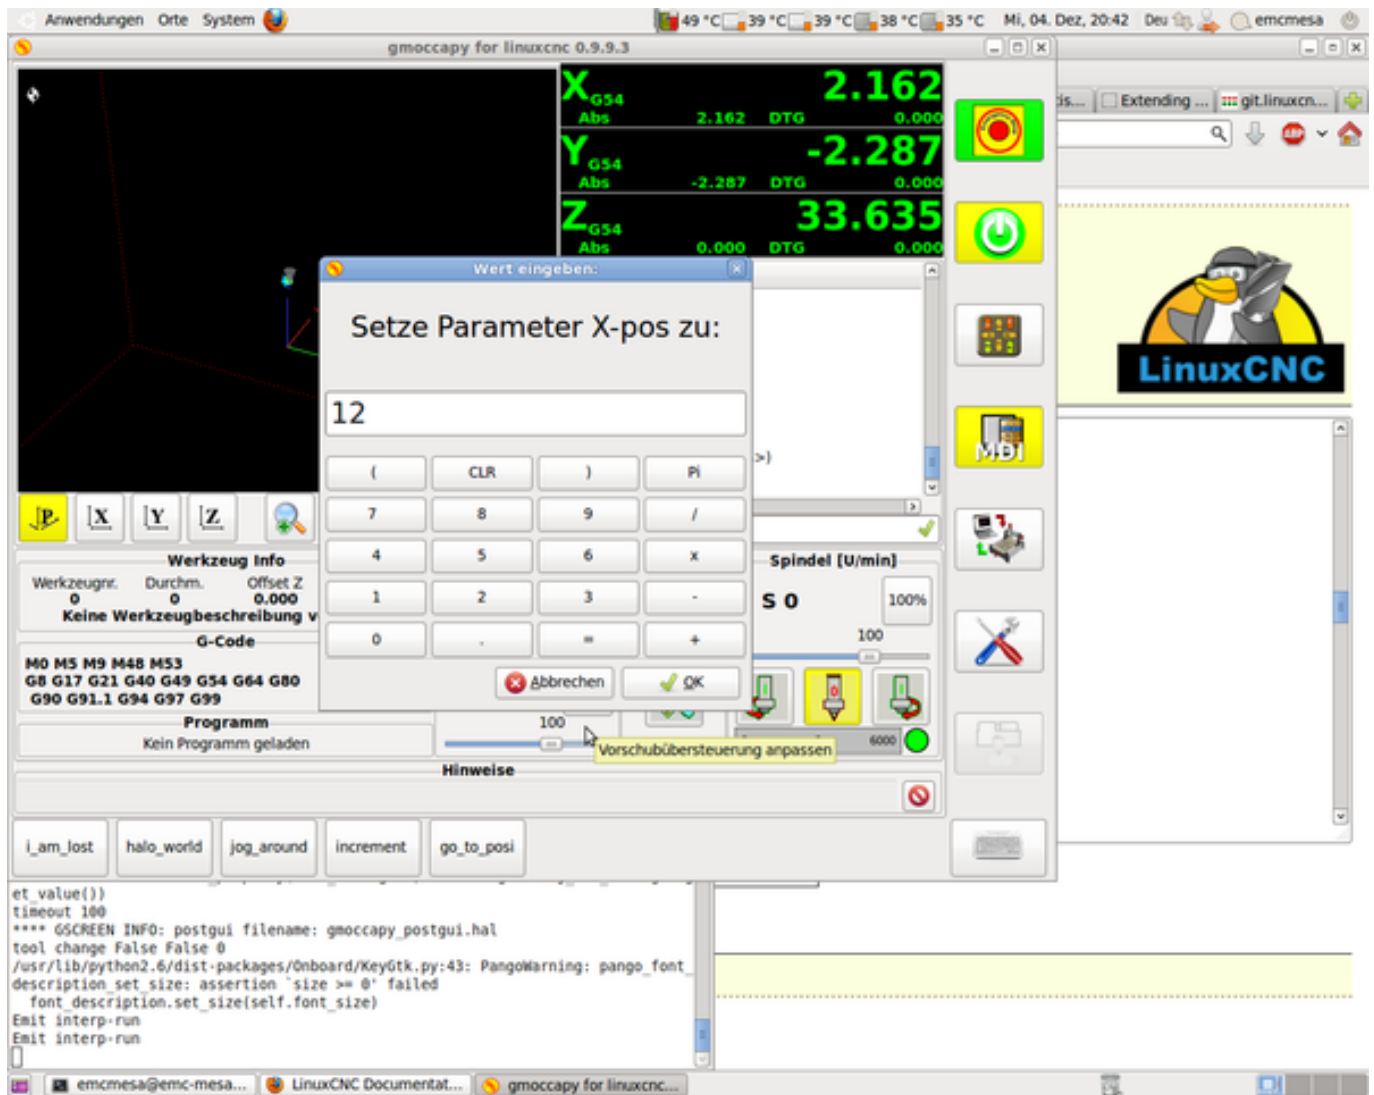 Anwendungen Orte System
49 °C 39 °C 39 °C 38 °C 35 °C Mi, 04. Dez, 20:42 Deu emcmesa
gmoccapy for linuxcnc 0.9.9.3
Extending ... git.linuxcn...
X G54 2.162
Abs 2.162 DTG 0.000
Y G54 -2.287
Abs -2.287 DTG 0.000
Z G54 33.635
Abs 0.000 DTG 0.000
Wert eingeben:
Setze Parameter X-pos zu:
12
( CLR ) Pi
7 8 9 /
4 5 6 x
1 2 3 -
0 . = +
Abbrechen OK
>)
MDI
LinuxCNC
P X Y Z
Werkzeug Info
Werkzeugnr. Durchm. Offset Z
0 0 0.000
Keine Werkzeugbeschreibung v
G-Code
M0 M5 M9 M48 M53
G8 G17 G21 G40 G49 G54 G64 G80
G90 G91.1 G94 G97 G99
Programm
Kein Programm geladen
Spindel [U/min]
S 0 100%
100
100
6000
Vorschubübersteuerung anpassen
Hinweise
i_am_lost halo_world jog_around increment go_to_posi
et_value())
timeout 100
**** GSCREEN INFO: postgui filename: gmoccapy_postgui.hal
tool change False False 0
/usr/lib/python2.6/dist-packages/Onboard/KeyGtk.py:43: PangoWarning: pango_font_
description_set_size: assertion `size >= 0' failed
font_description.set_size(self.font_size)
Emit interp-run
Emit interp-run
emcmesa@emc-mesa... LinuxCNC Documentat... gmoccapy for linuxcnc...